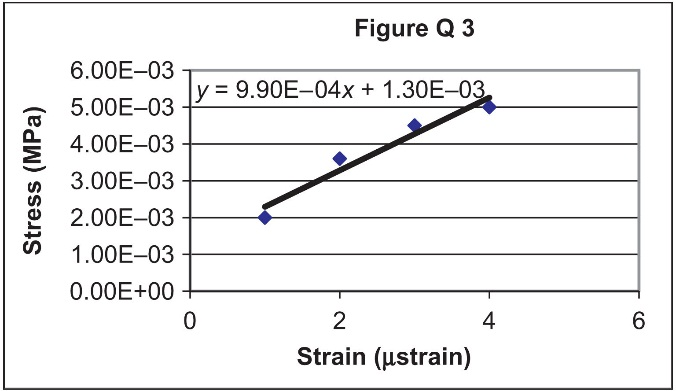 Figure Q 3
6.00E–03
y = 9.90E–04x + 1.30E–03
5.00E–03
4.00E–03
3.00E–03
2.00E–03
1.00E–03
0.00E+00
Stress (MPa)
0 2 4 6
Strain (μstrain)